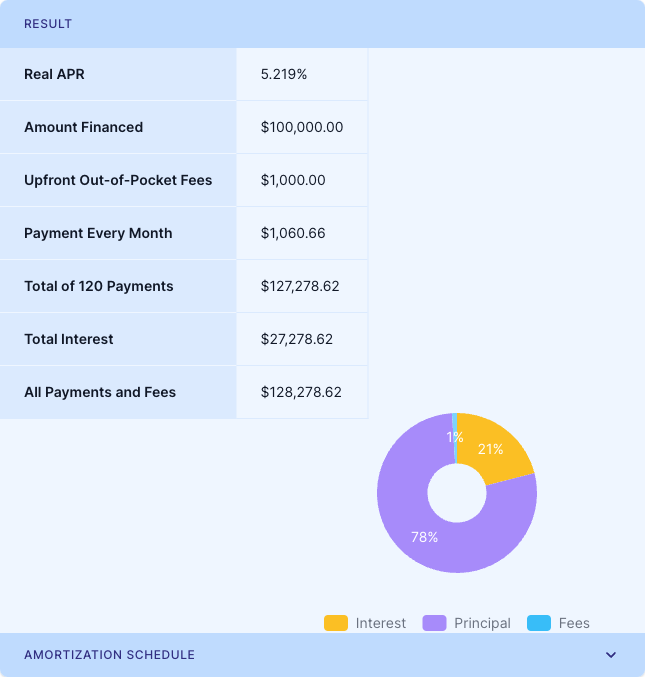 RESULT
Real APR 5.219%
Amount Financed $100,000.00
Upfront Out-of-Pocket Fees $1,000.00
Payment Every Month $1,060.66
Total of 120 Payments $127,278.62
Total Interest $27,278.62
All Payments and Fees $128,278.62
1%
21%
78%
Interest Principal Fees
AMORTIZATION SCHEDULE